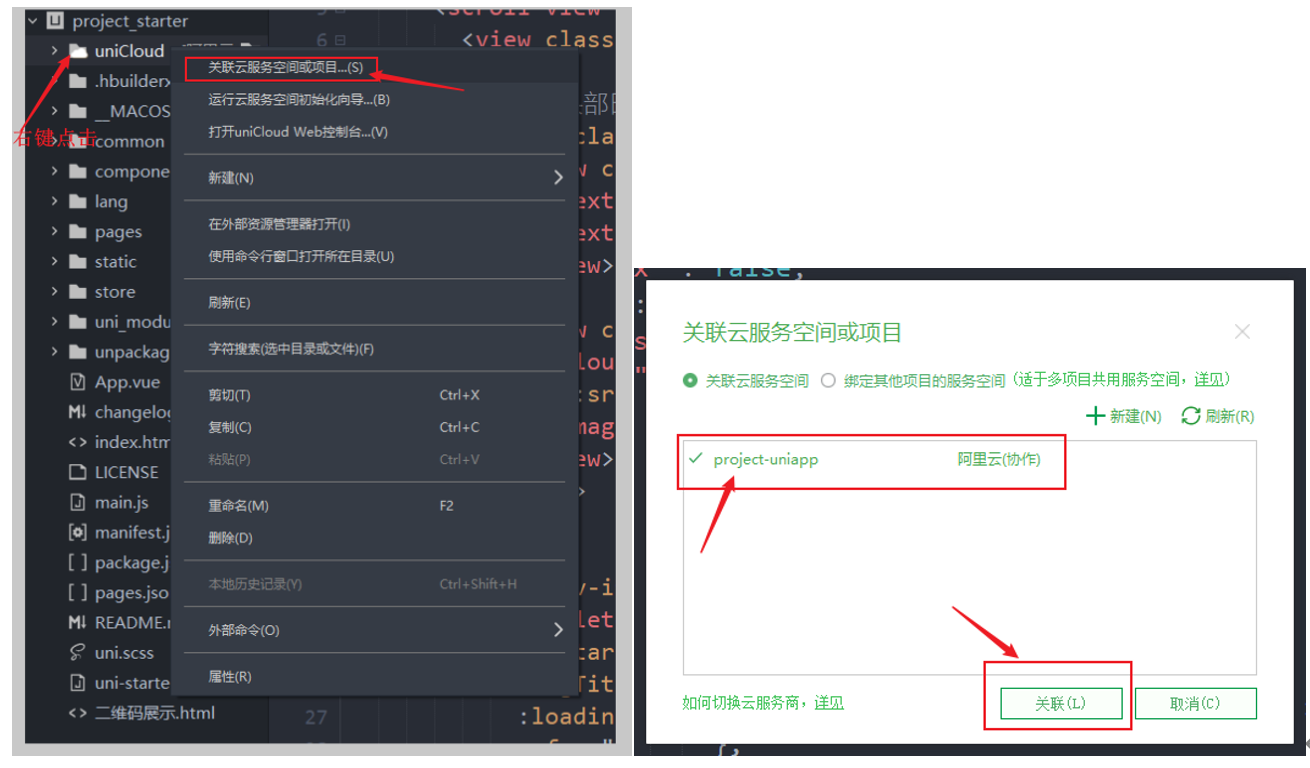 project_starter
uniCloud
.hbuilderx
__MACOS
common
compone
lang
pages
static
store
uni_modu
unpackag
App.vue
changelog
index.htm
LICENSE
main.js
manifest.j
package.j
pages.jso
README.
uni.scss
uni-starte
二维码展示.html
右键点击
关联云服务空间或项目...(S)
运行云服务空间初始化向导...(B)
打开uniCloud Web控制台...(V)
新建(N)
在外部资源管理器打开(I)
使用命令行窗口打开所在目录(U)
刷新(E)
字符搜索(选中目录或文件)(F)
剪切(T) Ctrl+X
复制(C) Ctrl+C
粘贴(P) Ctrl+V
重命名(M) F2
删除(D)
本地历史记录(Y) Ctrl+Shift+H
外部命令(O)
属性(R)
6
<view class
27
:loadin
: false,
关联云服务空间或项目
关联云服务空间 绑定其他项目的服务空间 (适于多项目共用服务空间，详见)
新建(N) 刷新(R)
project-uniapp 阿里云(协作)
如何切换云服务商，详见
关联(L) 取消(C)